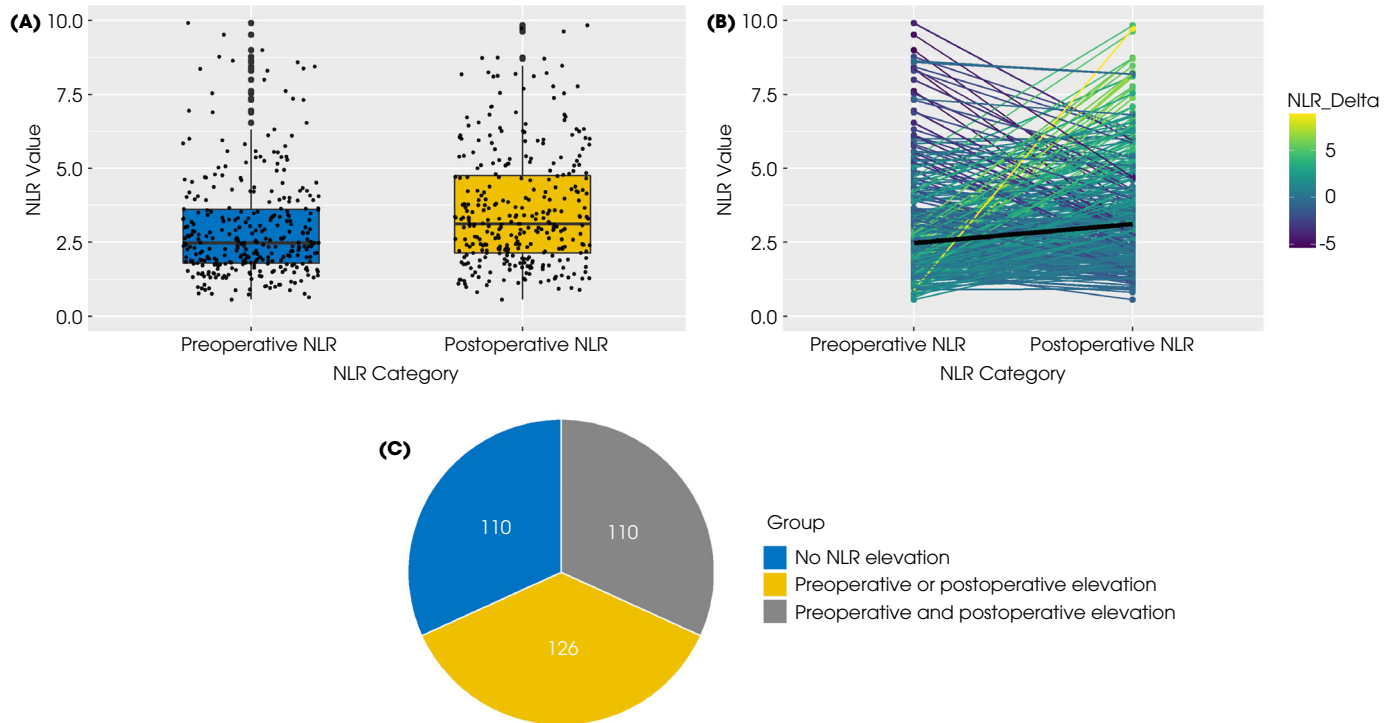 (A)
10.0
7.5
5.0
2.5
0.0
NLR Value
Preoperative NLR Postoperative NLR
NLR Category
(B)
10.0
7.5
5.0
2.5
0.0
NLR Value
Preoperative NLR Postoperative NLR
NLR Category
NLR_Delta
5
0
-5
(C)
110
110
126
Group
No NLR elevation
Preoperative or postoperative elevation
Preoperative and postoperative elevation